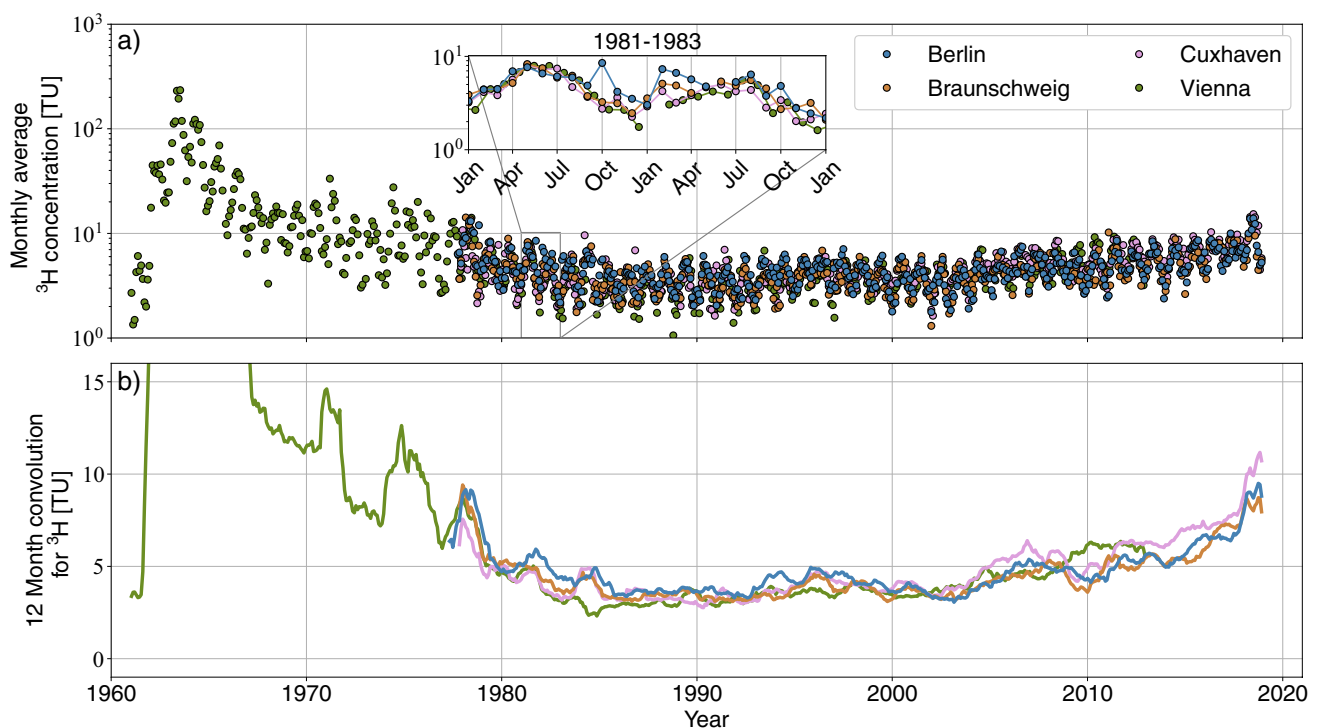 a)
Monthly average
³H concentration [TU]
10³
10²
10¹
10⁰
1981-1983
10¹
10⁰
Jan
Apr
Jul
Oct
Jan
Apr
Jul
Oct
Jan
Berlin
Braunschweig
Cuxhaven
Vienna
b)
12 Month convolution
for ³H [TU]
15
10
5
0
1960
1970
1980
1990
2000
2010
2020
Year